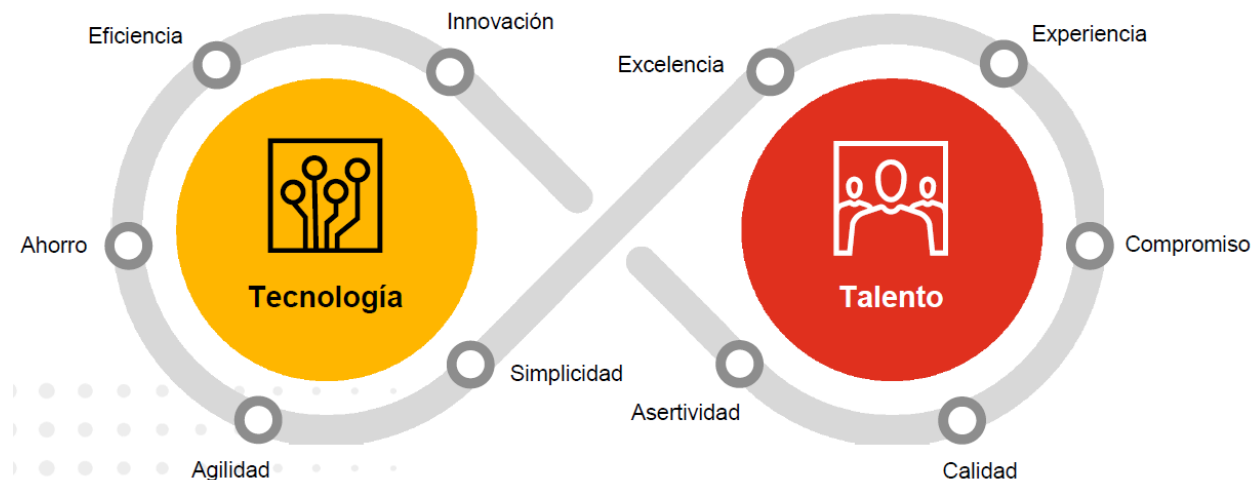 Innovación
Eficiencia
Experiencia
Excelencia
Ahorro
Compromiso
Tecnología
Talento
Simplicidad
Asertividad
Agilidad
Calidad